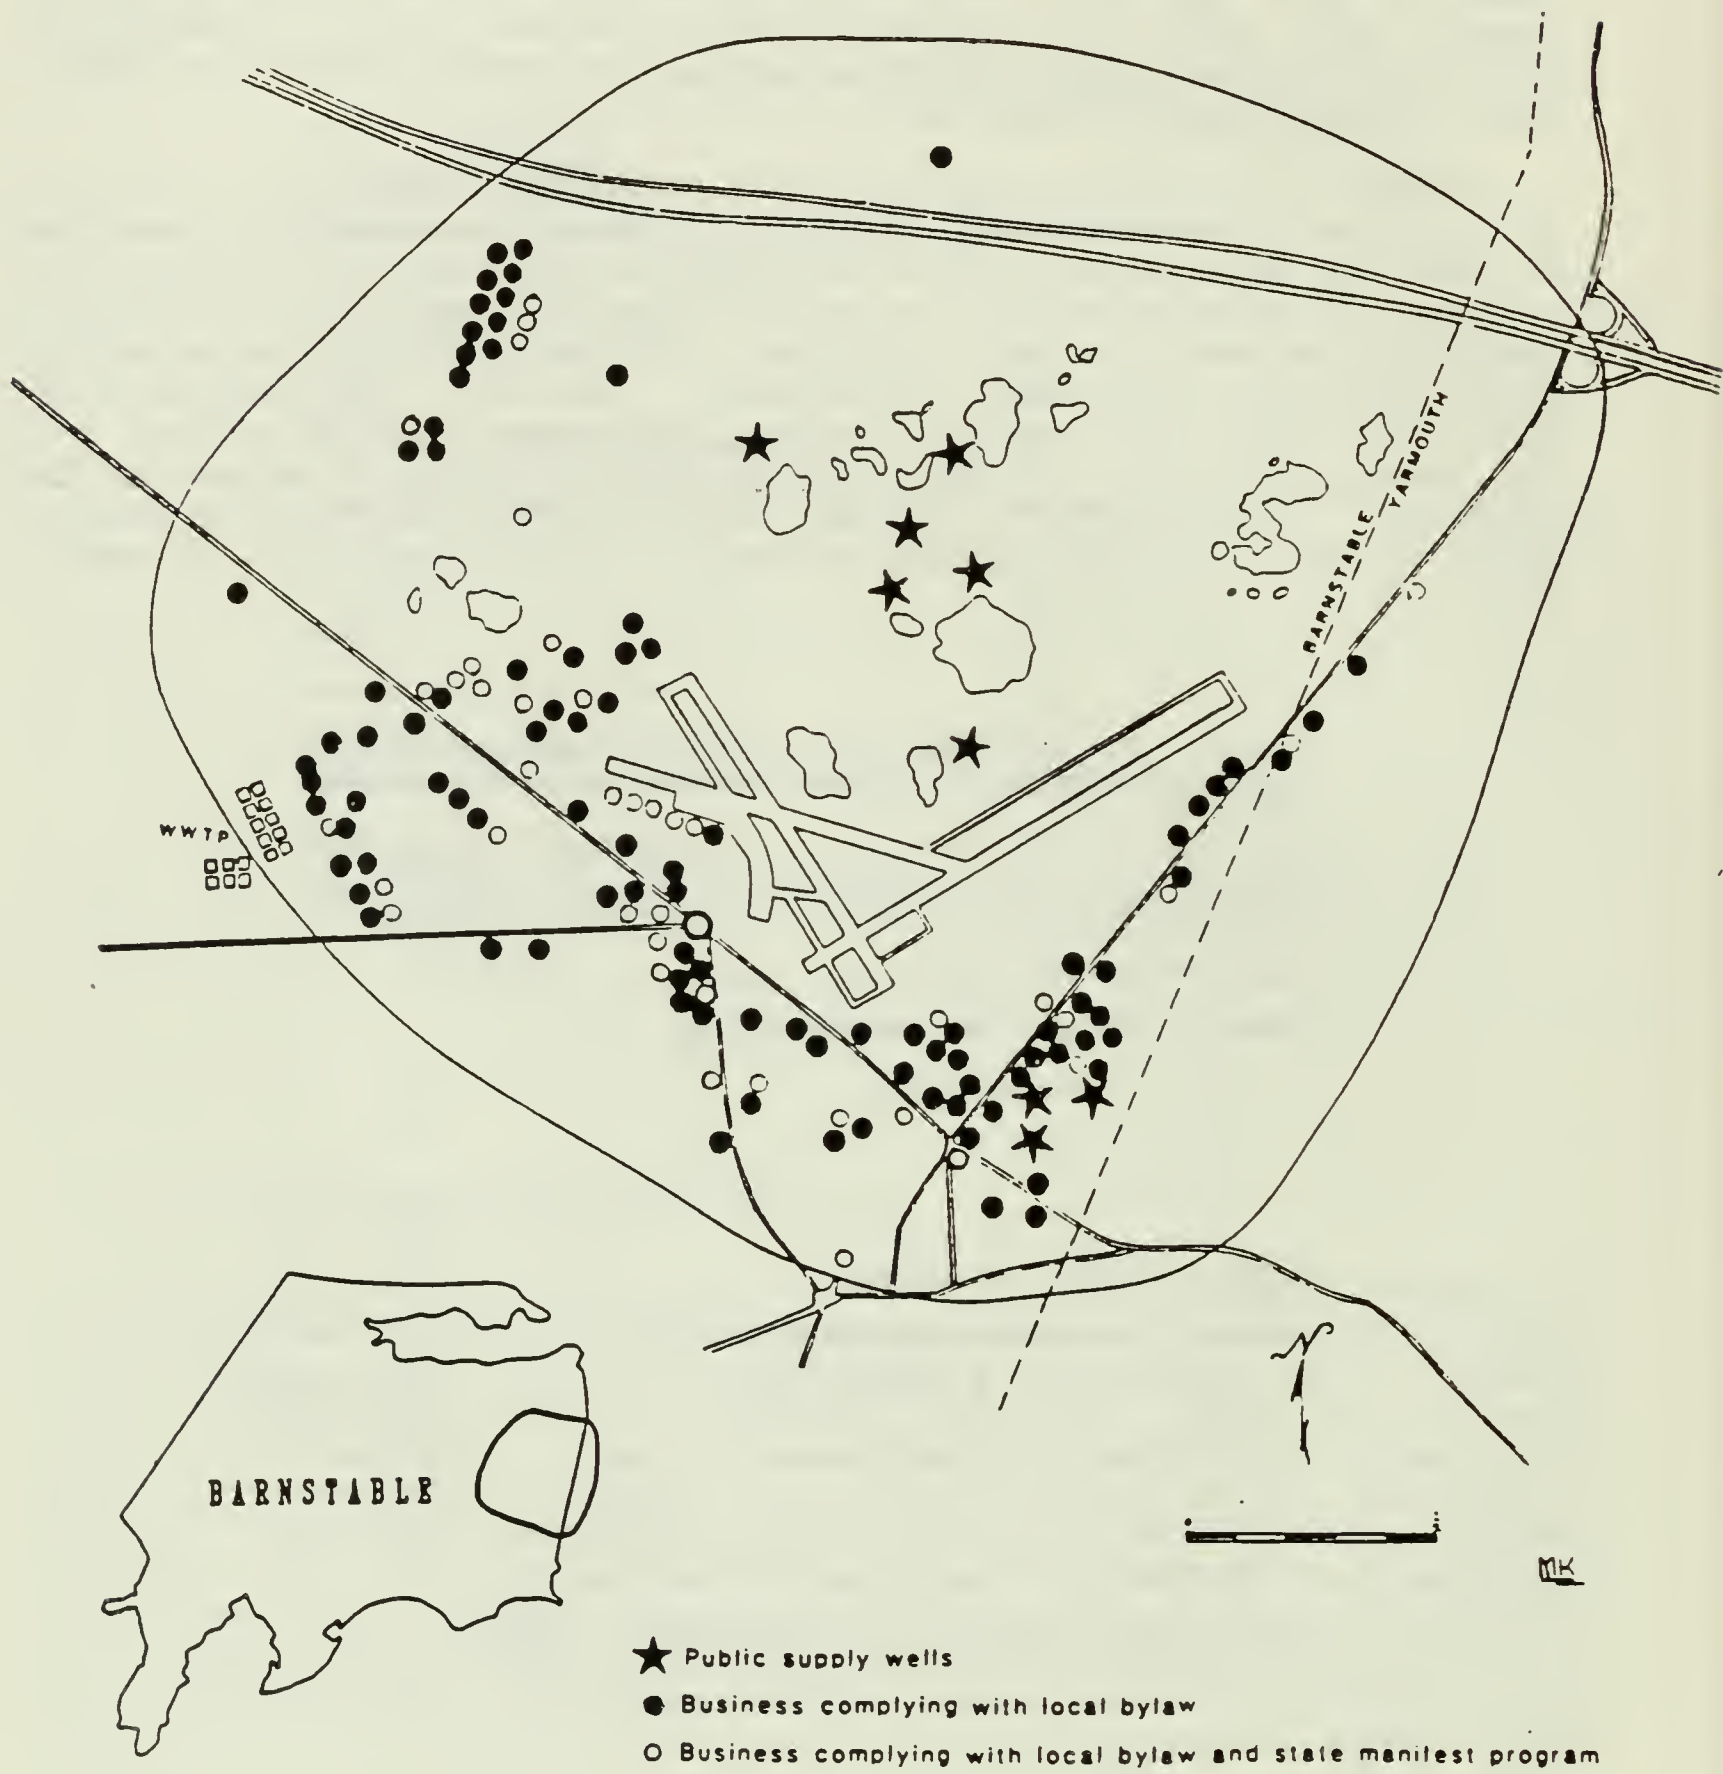 YARMOUTH
BARNSTABLE
WWTP
BARNSTABLE
MK
Public supply wells
Business complying with local bylaw
Business complying with local bylaw and state manifest program